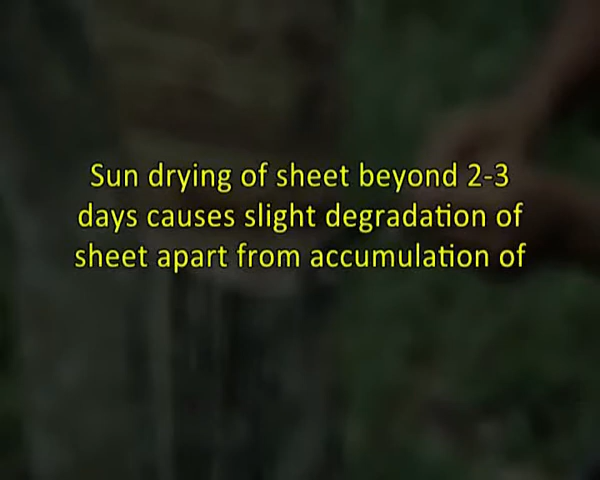 Sun drying of sheet beyond 2-3
days causes slight degradation of
sheet apart from accumulation of